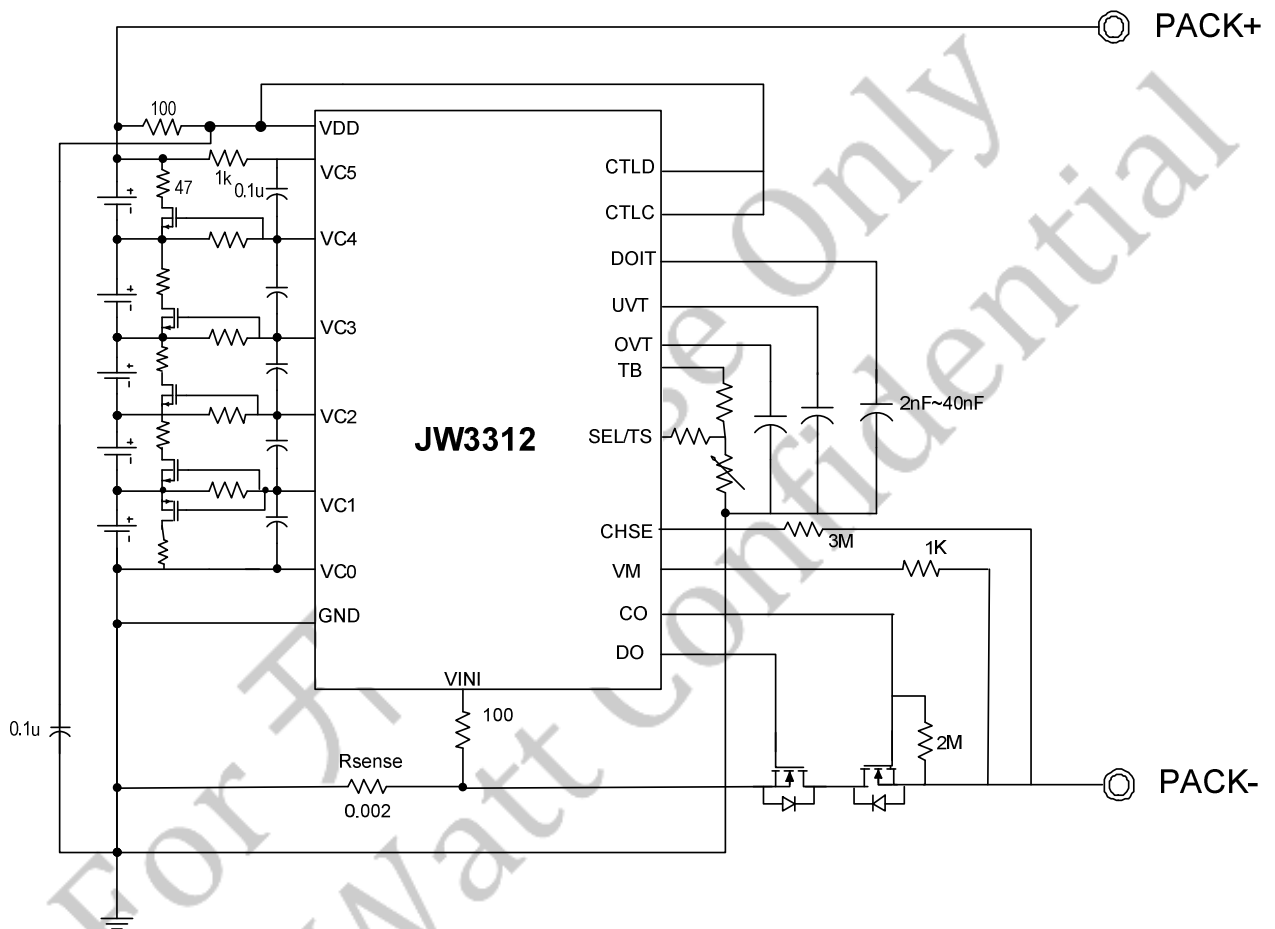 PACK+
100
VDD
VC5
1k
0.1u
47
CTLD
CTLC
VC4
DOIT
UVT
VC3
OVT
TB
2nF~40nF
VC2
SEL/TS
JW3312
VC1
CHSE
3M
1K
VC0
VM
GND
CO
DO
VINI
100
0.1u
2M
Rsense
0.002
PACK-
For
Use Only
Watt Confidential